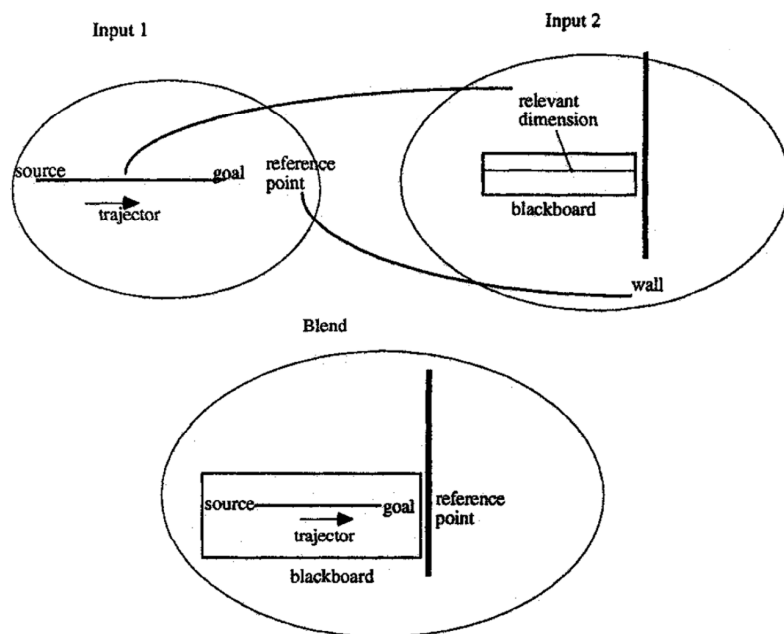 Input 1
Input 2
source
goal
reference
point
trajector
relevant
dimension
blackboard
wall
Blend
source
goal
reference
point
trajector
blackboard